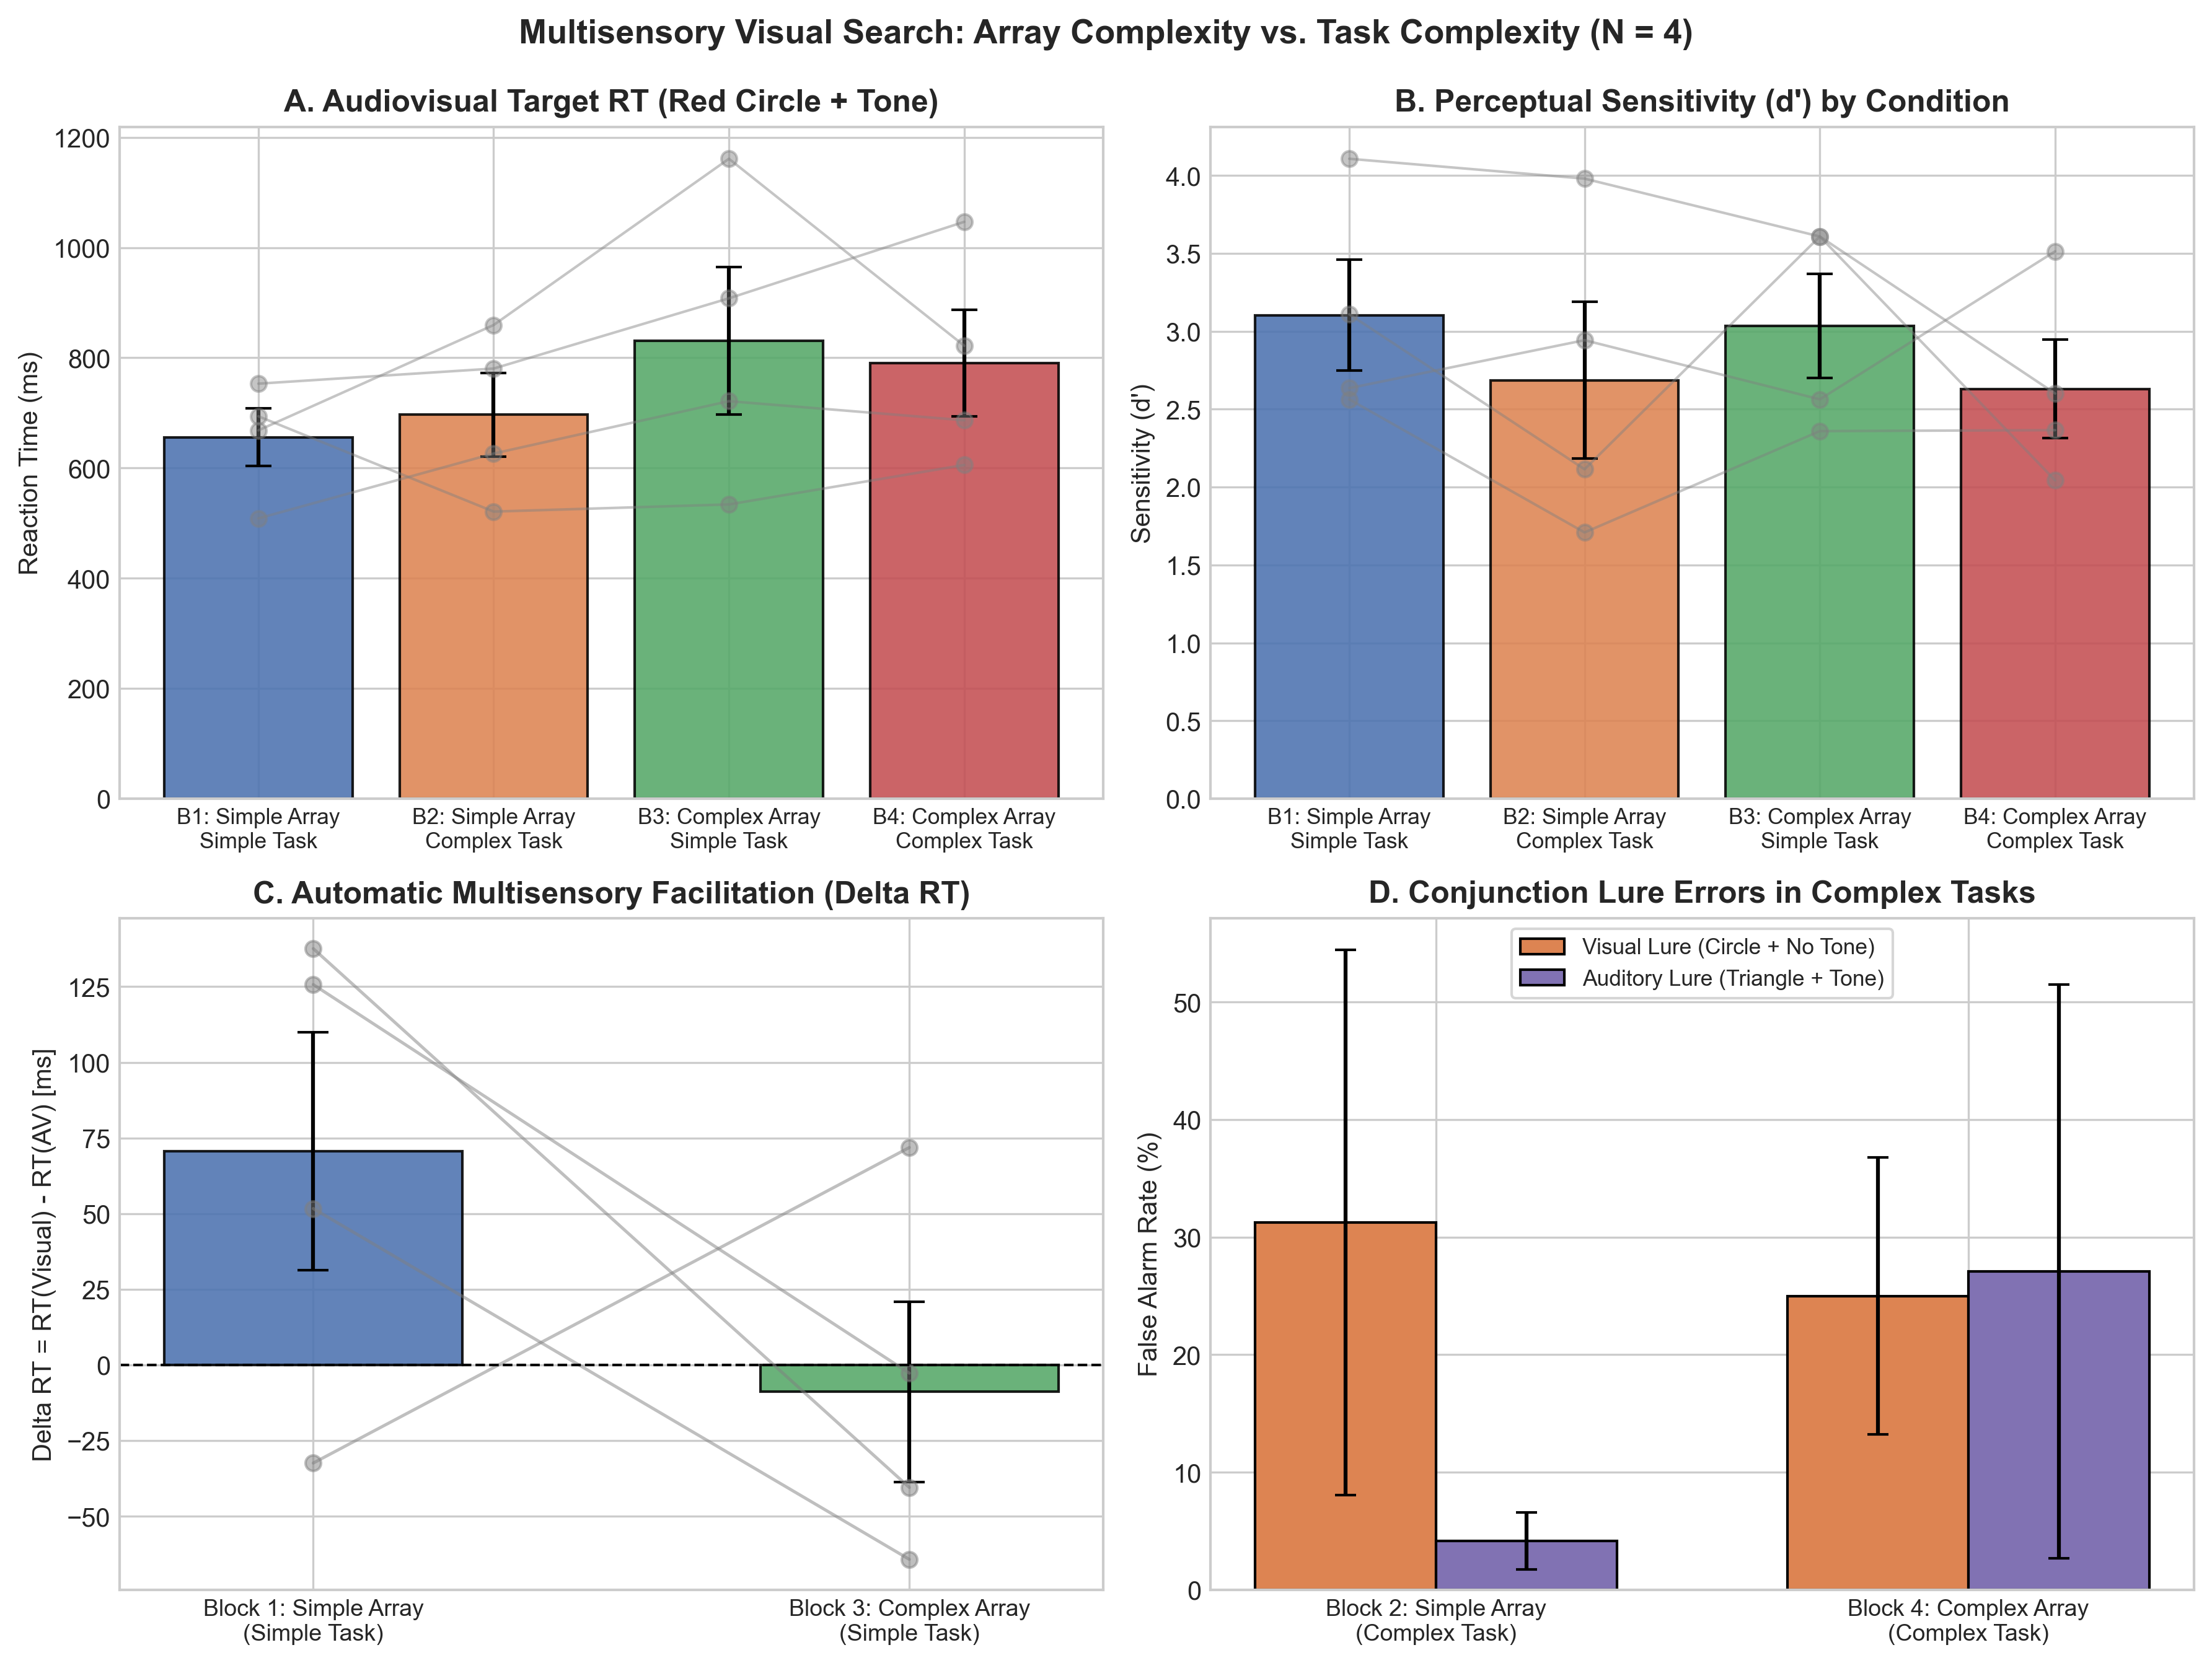 Multisensory Visual Search: Array Complexity vs. Task Complexity (N = 4)
A. Audiovisual Target RT (Red Circle + Tone)
Reaction Time (ms)
1200
1000
800
600
400
200
0
B1: Simple Array
Simple Task
B2: Simple Array
Complex Task
B3: Complex Array
Simple Task
B4: Complex Array
Complex Task
B. Perceptual Sensitivity (d') by Condition
Sensitivity (d')
4.0
3.5
3.0
2.5
2.0
1.5
1.0
0.5
0.0
B1: Simple Array
Simple Task
B2: Simple Array
Complex Task
B3: Complex Array
Simple Task
B4: Complex Array
Complex Task
C. Automatic Multisensory Facilitation (Delta RT)
Delta RT = RT(Visual) - RT(AV) [ms]
125
100
75
50
25
0
−25
−50
Block 1: Simple Array
(Simple Task)
Block 3: Complex Array
(Simple Task)
D. Conjunction Lure Errors in Complex Tasks
Visual Lure (Circle + No Tone)
Auditory Lure (Triangle + Tone)
False Alarm Rate (%)
50
40
30
20
10
0
Block 2: Simple Array
(Complex Task)
Block 4: Complex Array
(Complex Task)